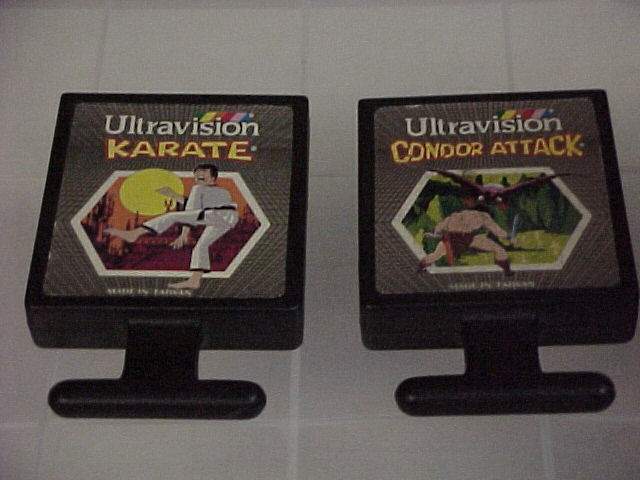 Ultravision
KARATE
MADE IN TAIWAN
Ultravision
CONDOR ATTACK
MADE IN TAIWAN